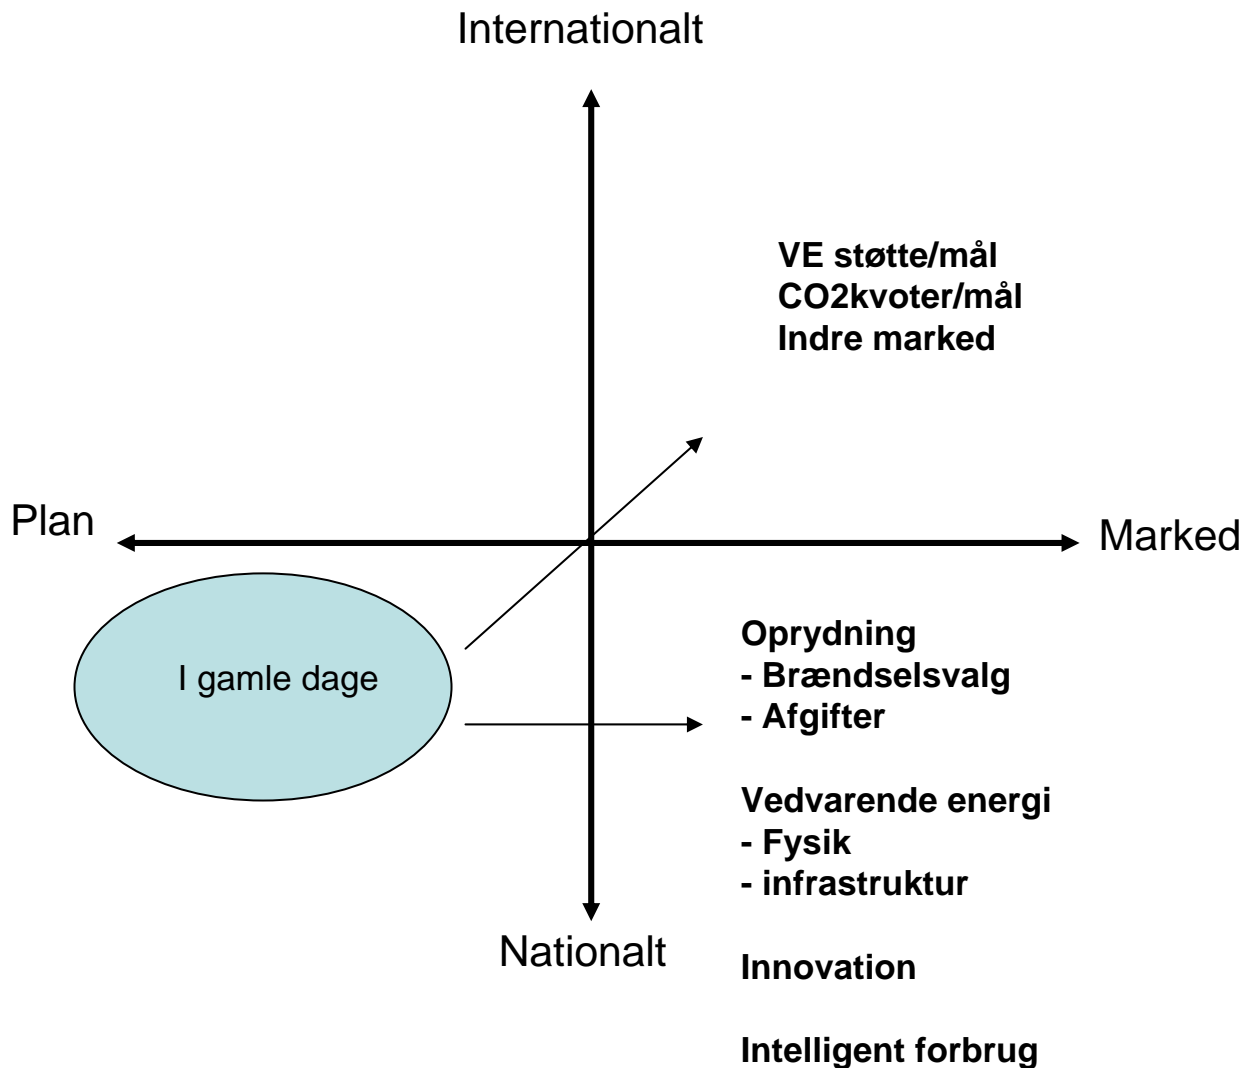 Internationalt
VE støtte/mål
CO2kvoter/mål
Indre marked
Plan
Marked
I gamle dage
Oprydning
- Brændselsvalg
- Afgifter
Vedvarende energi
- Fysik
- infrastruktur
Nationalt
Innovation
Intelligent forbrug